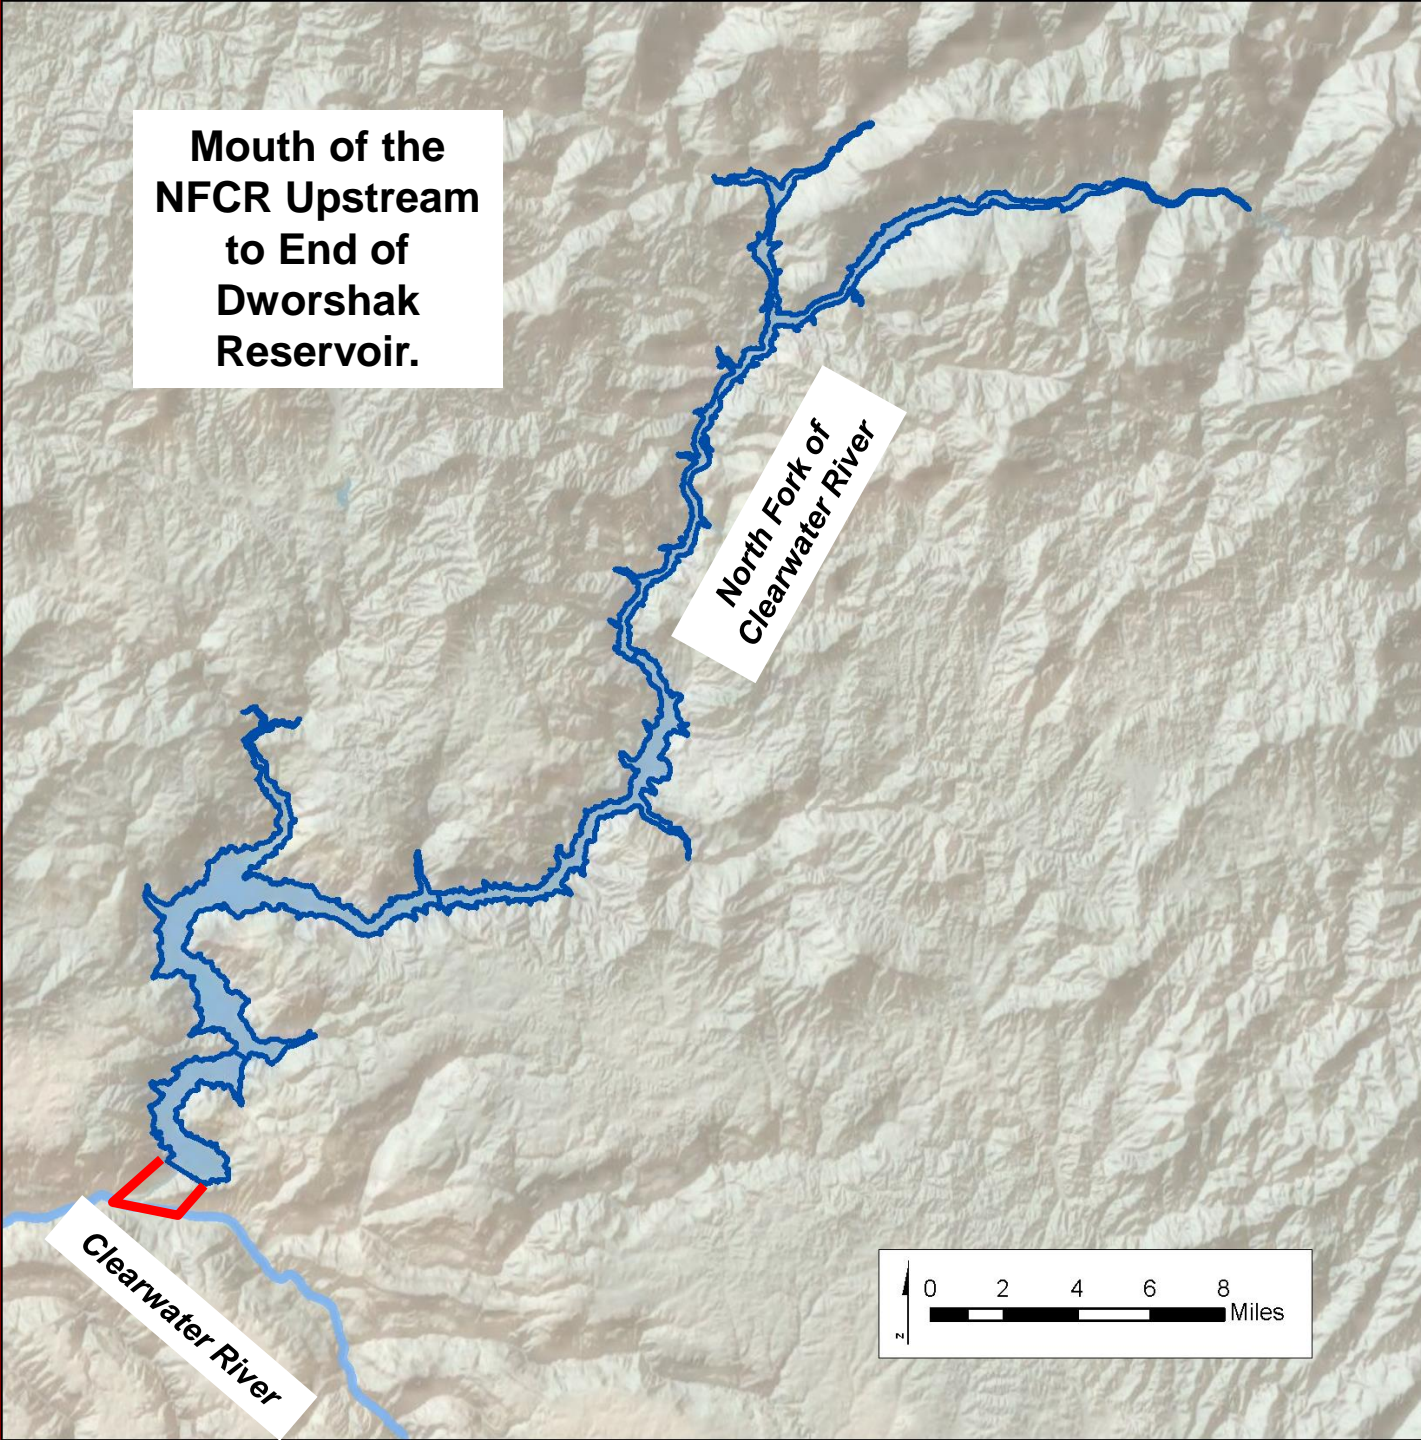 Mouth of the
NFCR Upstream
to End of
Dworshak
Reservoir.
North Fork of
Clearwater River
Clearwater River
0 2 4 6 8
Miles
N